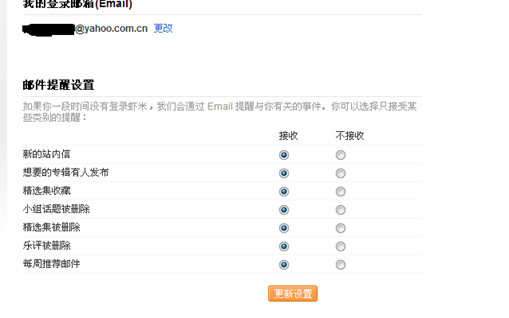 我的登录邮箱(Email)
@yahoo.com.cn 更改
邮件提醒设置
如果你一段时间没有登录虾米，我们会通过 Email 提醒与你有关的事件。你可以选择只接受某
些类别的提醒：
接收 不接收
新的站内信
想要的专辑有人发布
精选集收藏
小组话题被删除
精选集被删除
乐评被删除
每周推荐邮件
更新设置